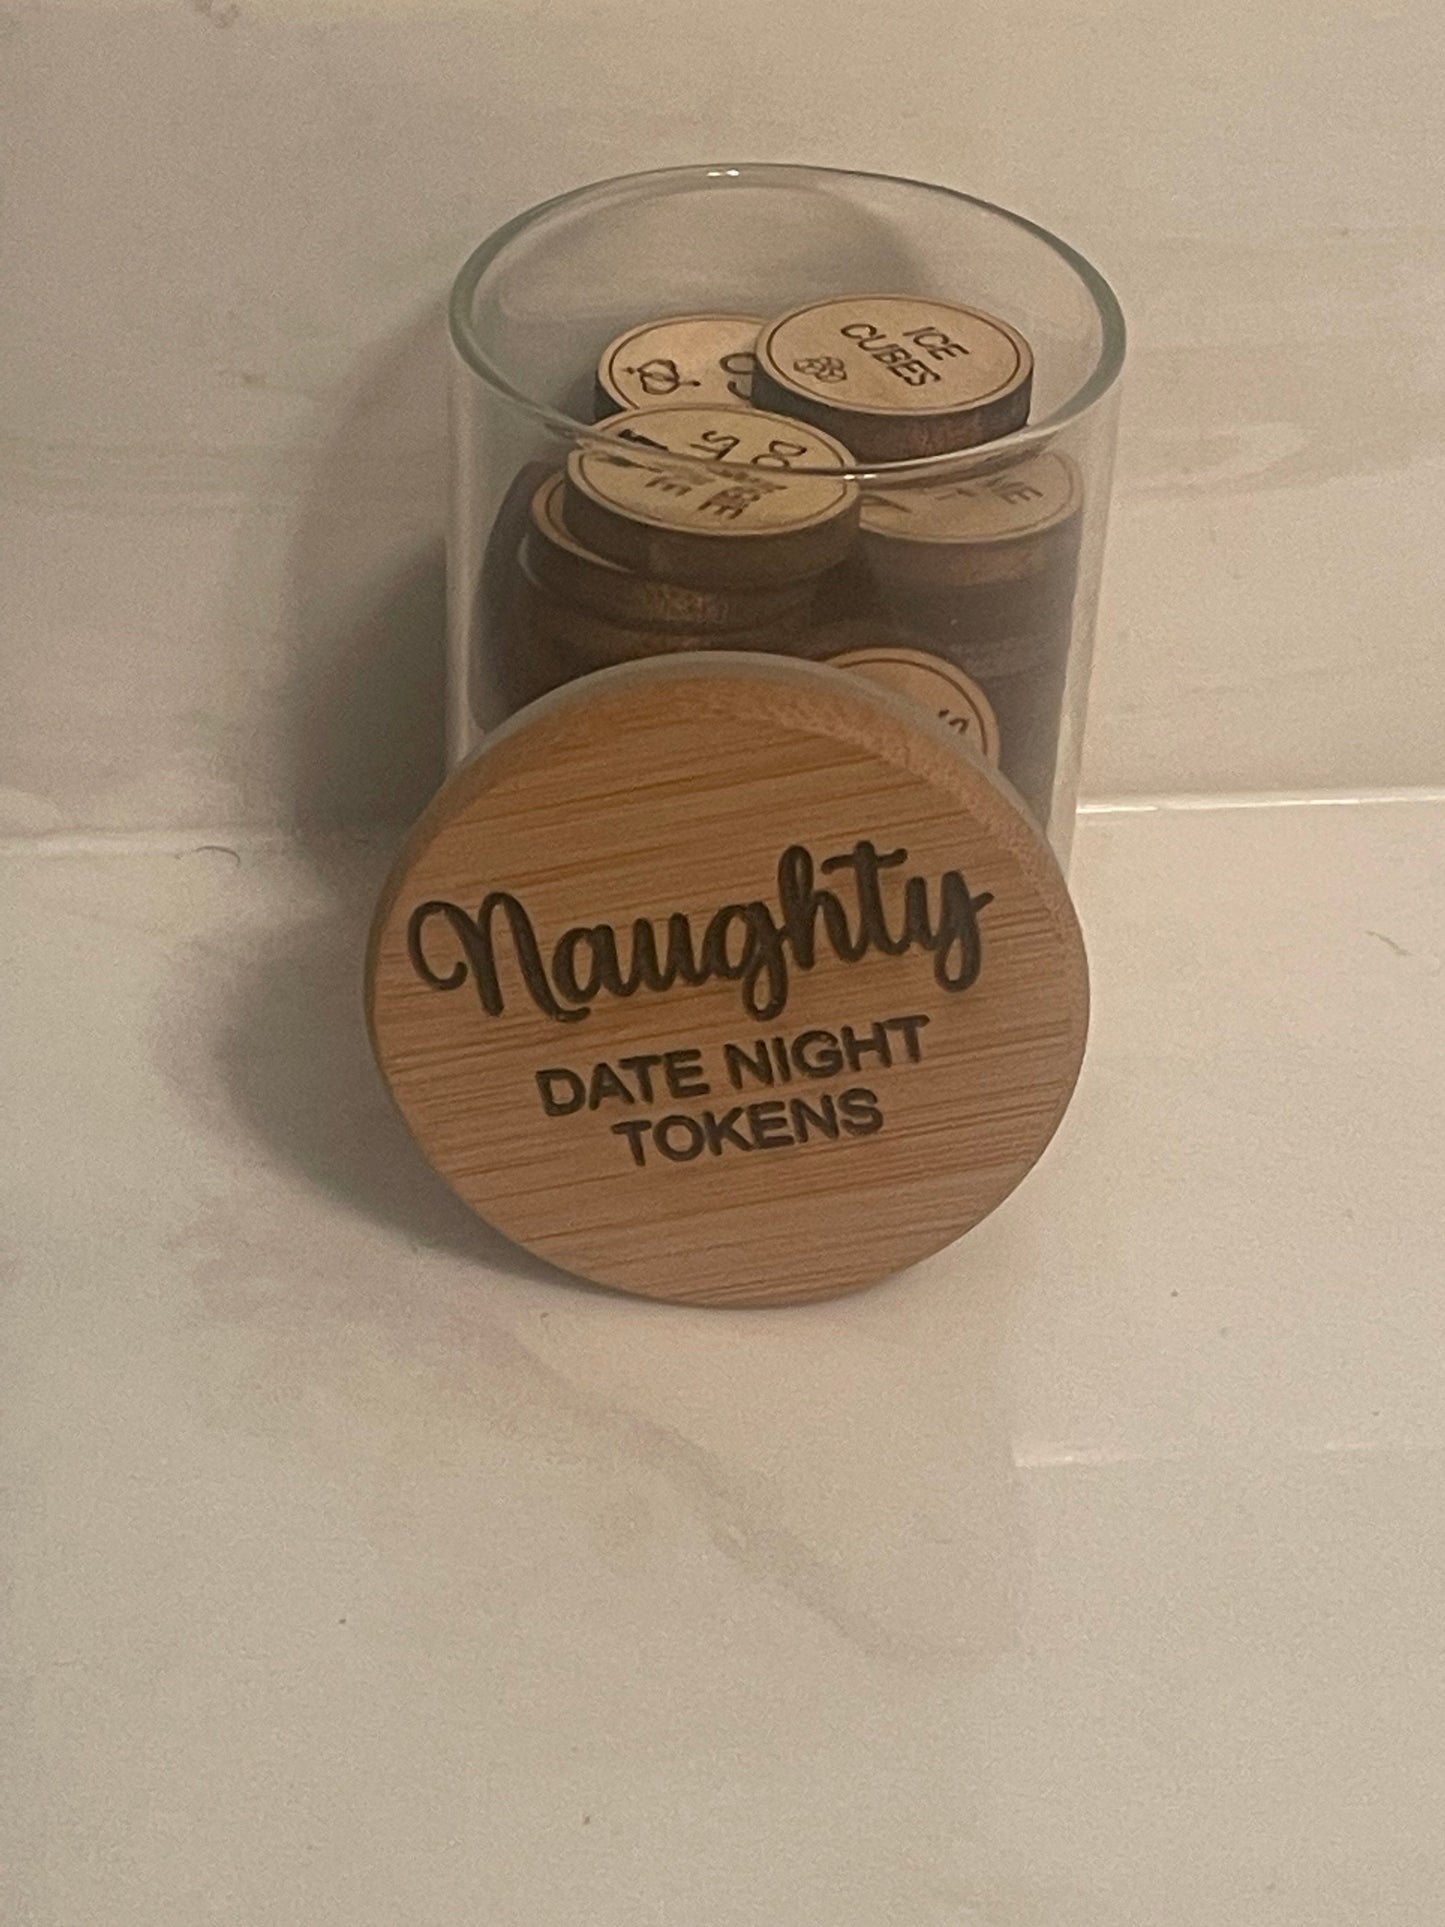 ICE
CUBES
Naughty
DATE NIGHT
TOKENS